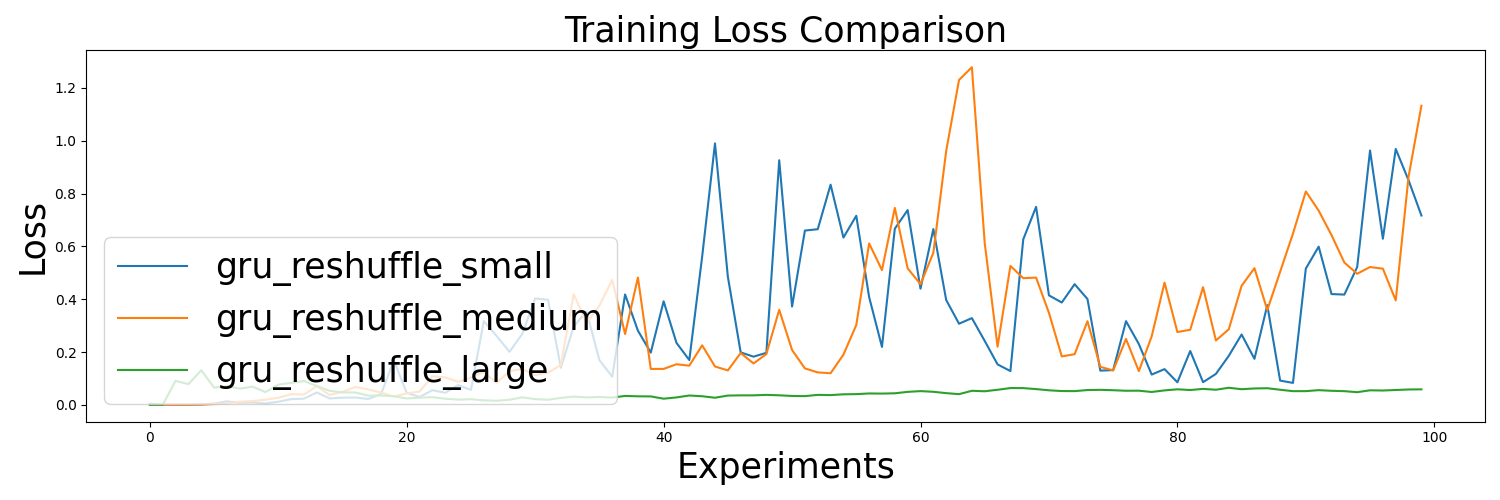 Training Loss Comparison
Loss
1.2
1.0
0.8
0.6
0.4
0.2
0.0
gru_reshuffle_small
gru_reshuffle_medium
gru_reshuffle_large
0 20 40 60 80 100
Experiments